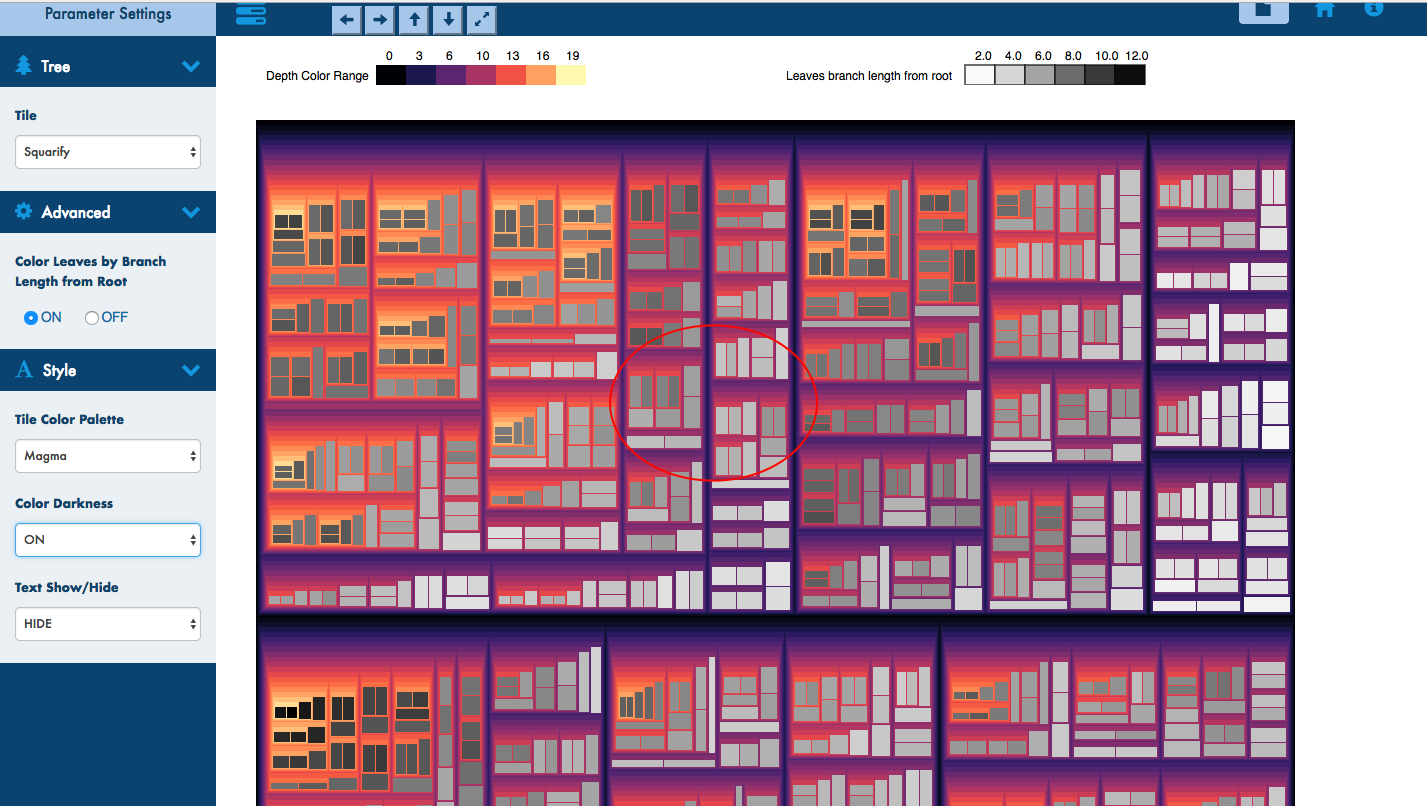 Parameter Settings
Tree
Tile
Squarify
Advanced
Color Leaves by Branch
Length from Root
ON OFF
Style
Tile Color Palette
Magma
Color Darkness
ON
Text Show/Hide
HIDE
0 3 6 10 13 16 19
Depth Color Range
2.0 4.0 6.0 8.0 10.0 12.0
Leaves branch length from root